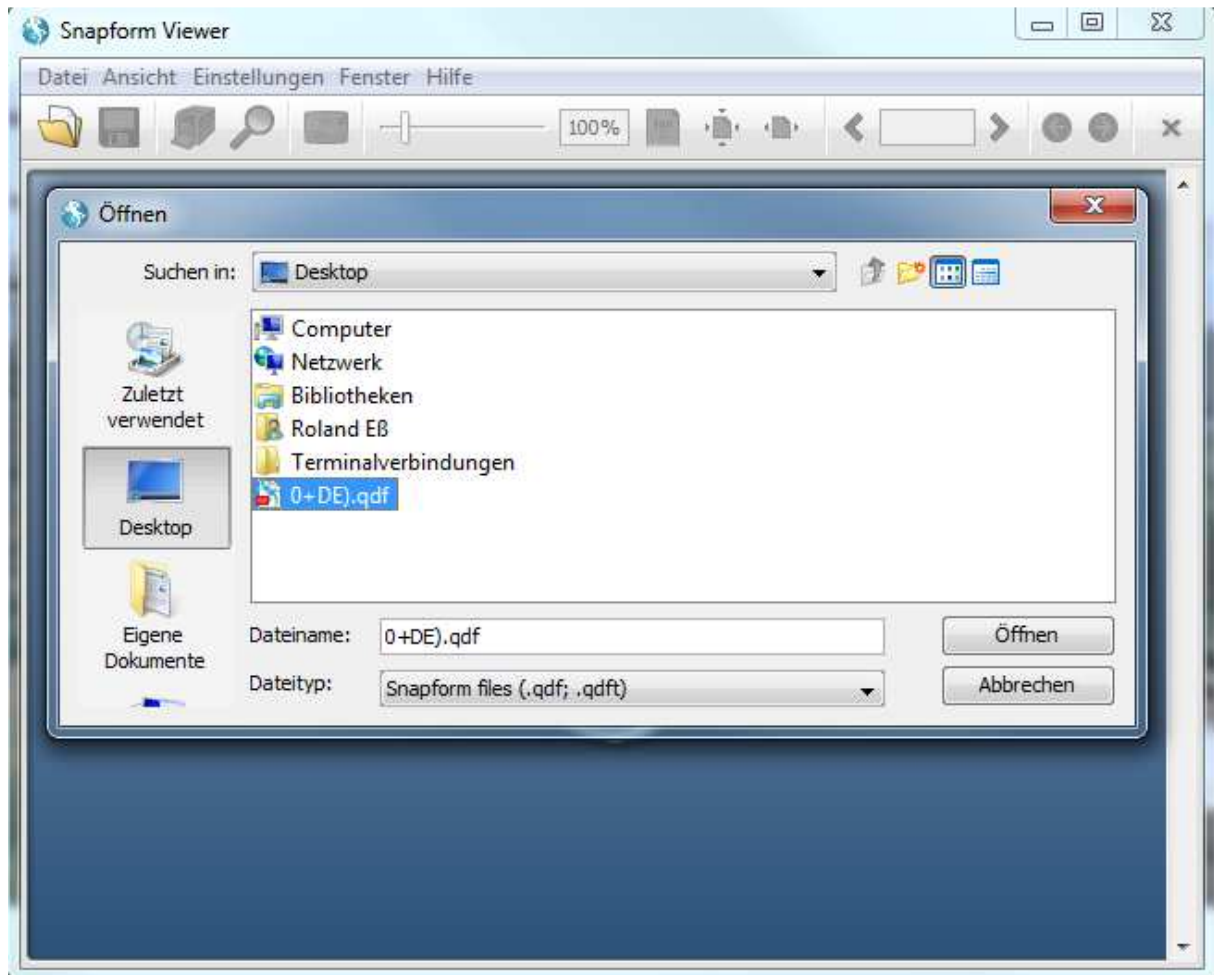 Snapform Viewer
Datei Ansicht Einstellungen Fenster Hilfe
100%
Öffnen
Suchen in: Desktop
Computer
Netzwerk
Bibliotheken
Roland Eß
Terminalverbindungen
0+DE).qdf
Zuletzt
verwendet
Desktop
Eigene
Dokumente
Dateiname: 0+DE).qdf Öffnen
Dateityp: Snapform files (.qdf; .qdft) Abbrechen